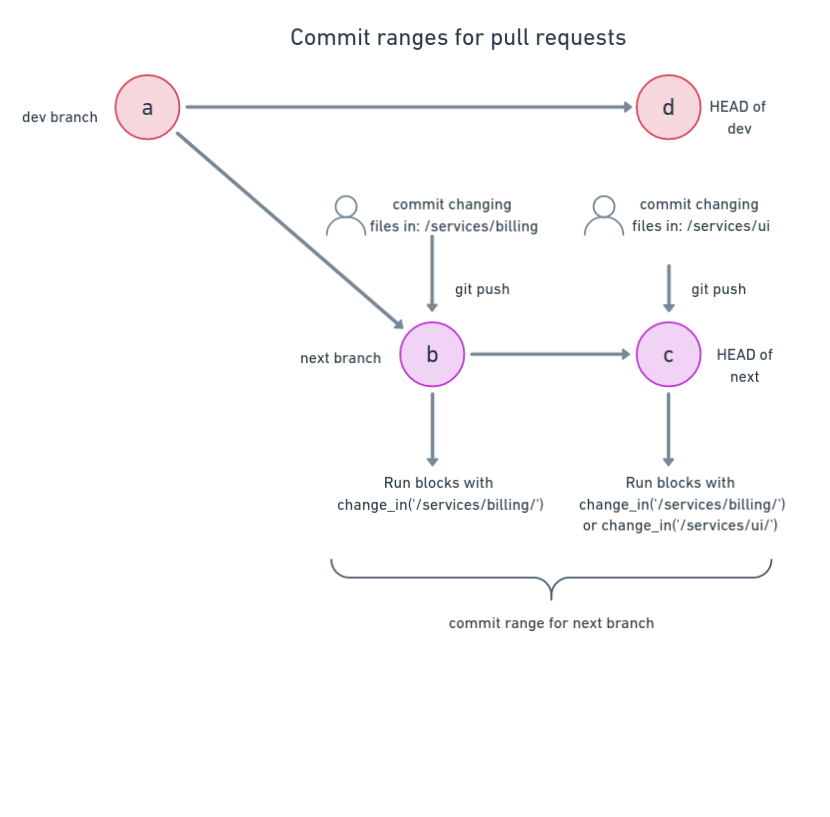 Commit ranges for pull requests
a
d
dev branch
HEAD of
dev
commit changing
files in: /services/billing
commit changing
files in: /services/ui
git push
git push
next branch
b
c
HEAD of
next
Run blocks with
change_in('/services/billing/')
Run blocks with
change_in('/services/billing/')
or change_in('/services/ui/')
commit range for next branch